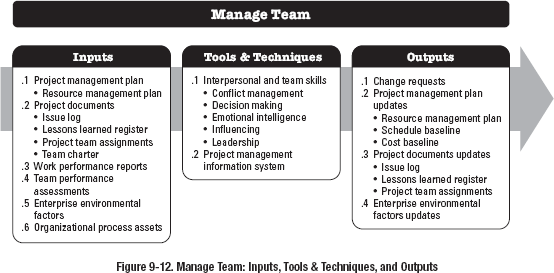 Manage Team
Inputs
.1 Project management plan
• Resource management plan
.2 Project documents
• Issue log
• Lessons learned register
• Project team assignments
• Team charter
.3 Work performance reports
.4 Team performance
assessments
.5 Enterprise environmental
factors
.6 Organizational process assets
Tools & Techniques
.1 Interpersonal and team skills
• Conflict management
• Decision making
• Emotional intelligence
• Influencing
• Leadership
.2 Project management
information system
Outputs
.1 Change requests
.2 Project management plan
updates
• Resource management plan
• Schedule baseline
• Cost baseline
.3 Project documents updates
• Issue log
• Lessons learned register
• Project team assignments
.4 Enterprise environmental
factors updates
Figure 9-12. Manage Team: Inputs, Tools & Techniques, and Outputs